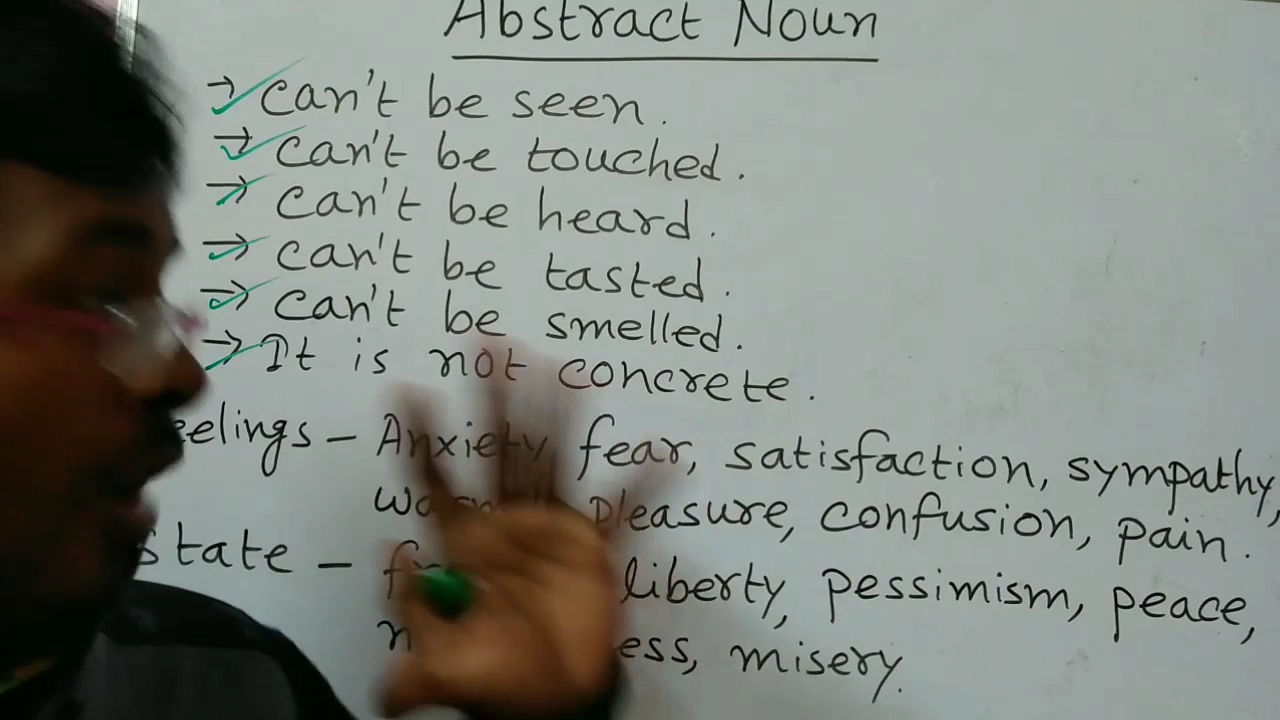 Abstract Noun
→ can't be seen.
→ can't be touched.
→ can't be heard.
→ can't be tasted.
→ can't be smelled.
→ It is not concrete.
eelings - Anxiety, fear, satisfaction, sympathy,
pleasure, confusion, pain.
State - liberty, pessimism, peace,
ess, misery.